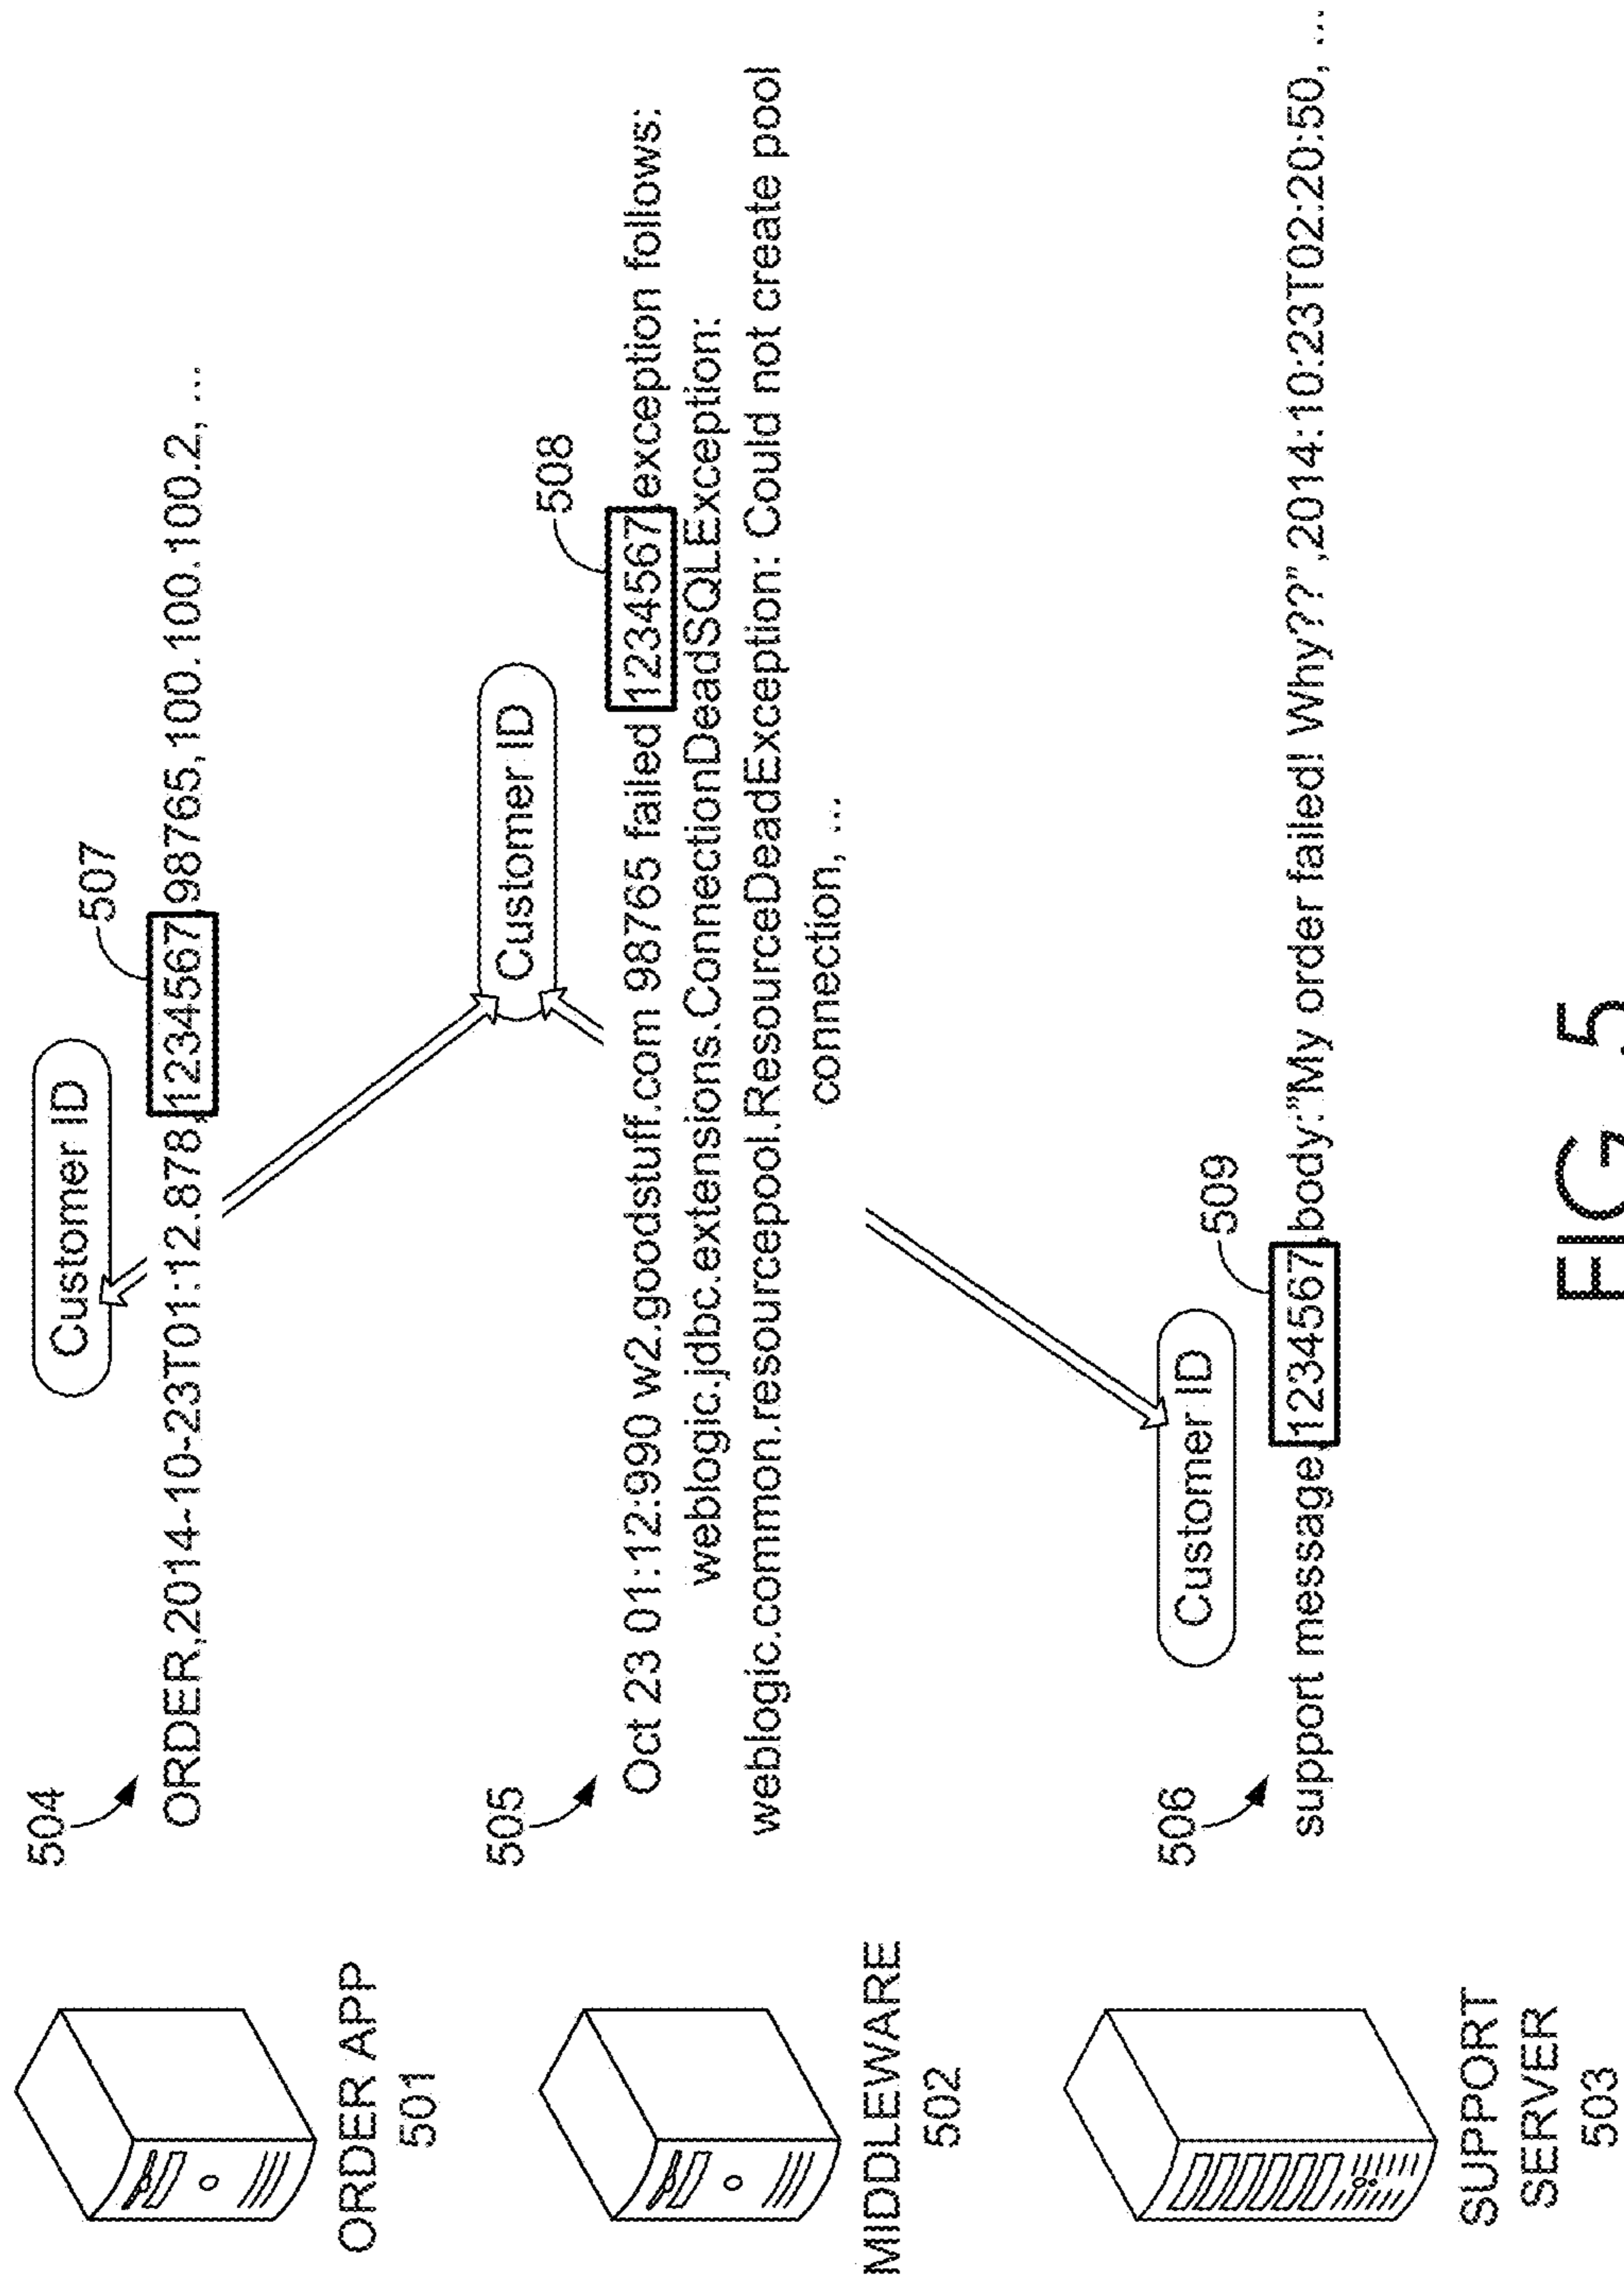 504
Customer ID
507
ORDER,2014-10-23T01:12.878,1234567,98765,100.100.100.2, ...
ORDER APP
501
505
Customer ID
508
Oct 23 01:12:990 w2.goodstuff.com 98765 failed 1234567,exception follows:
weblogic.jdbc.extensions.ConnectionDeadSQLException:
weblogic.common.resourcepool.ResourceDeadException: Could not create pool
connection, ...
MIDDLEWARE
502
506
Customer ID
509
support message,1234567,body:"My order failed! Why??",2014:10:23T02:20:50, ...
SUPPORT
SERVER
503
FIG. 5